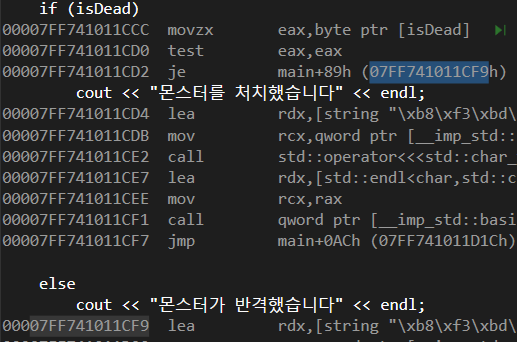 if (isDead)
00007FF741011CCC movzx eax,byte ptr [isDead]
00007FF741011CD0 test eax,eax
00007FF741011CD2 je main+89h (07FF741011CF9h)
cout << "몬스터를 처치했습니다" << endl;
00007FF741011CD4 lea rdx,[string "\xb8\xf3\xbd\
00007FF741011CDB mov rcx,qword ptr [__imp_std::
00007FF741011CE2 call std::operator<<<std::char_
00007FF741011CE7 lea rdx,[std::endl<char,std::c
00007FF741011CEE mov rcx,rax
00007FF741011CF1 call qword ptr [__imp_std::basi
00007FF741011CF7 jmp main+0ACh (07FF741011D1Ch)
else
cout << "몬스터가 반격했습니다" << endl;
00007FF741011CF9 lea rdx,[string "\xb8\xf3\xbd\